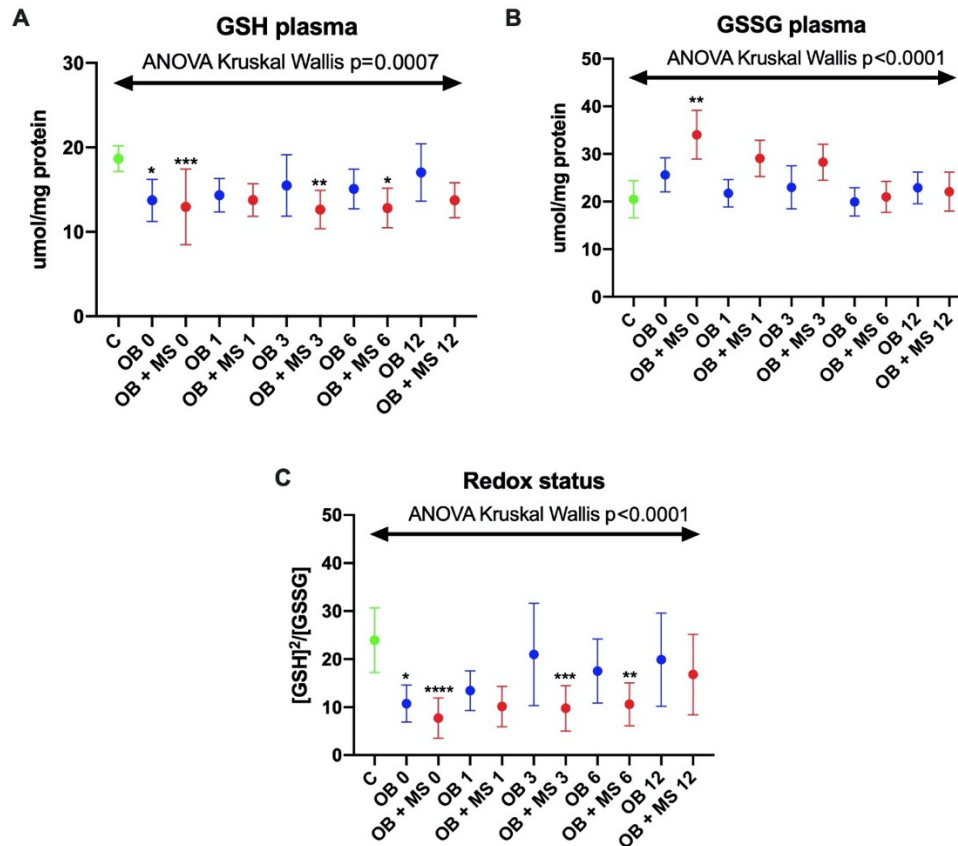 A
GSH plasma
ANOVA Kruskal Wallis p=0.0007
umol/mg protein
30
20
10
0
*
***
**
*
C
OB 0
OB + MS 0
OB 1
OB + MS 1
OB 3
OB + MS 3
OB 6
OB + MS 6
OB 12
OB + MS 12
B
GSSG plasma
ANOVA Kruskal Wallis p<0.0001
umol/mg protein
50
40
30
20
10
0
**
C
OB 0
OB + MS 0
OB 1
OB + MS 1
OB 3
OB + MS 3
OB 6
OB + MS 6
OB 12
OB + MS 12
C
Redox status
ANOVA Kruskal Wallis p<0.0001
[GSH]²/[GSSG]
50
40
30
20
10
0
*
****
***
**
C
OB 0
OB + MS 0
OB 1
OB + MS 1
OB 3
OB + MS 3
OB 6
OB + MS 6
OB 12
OB + MS 12